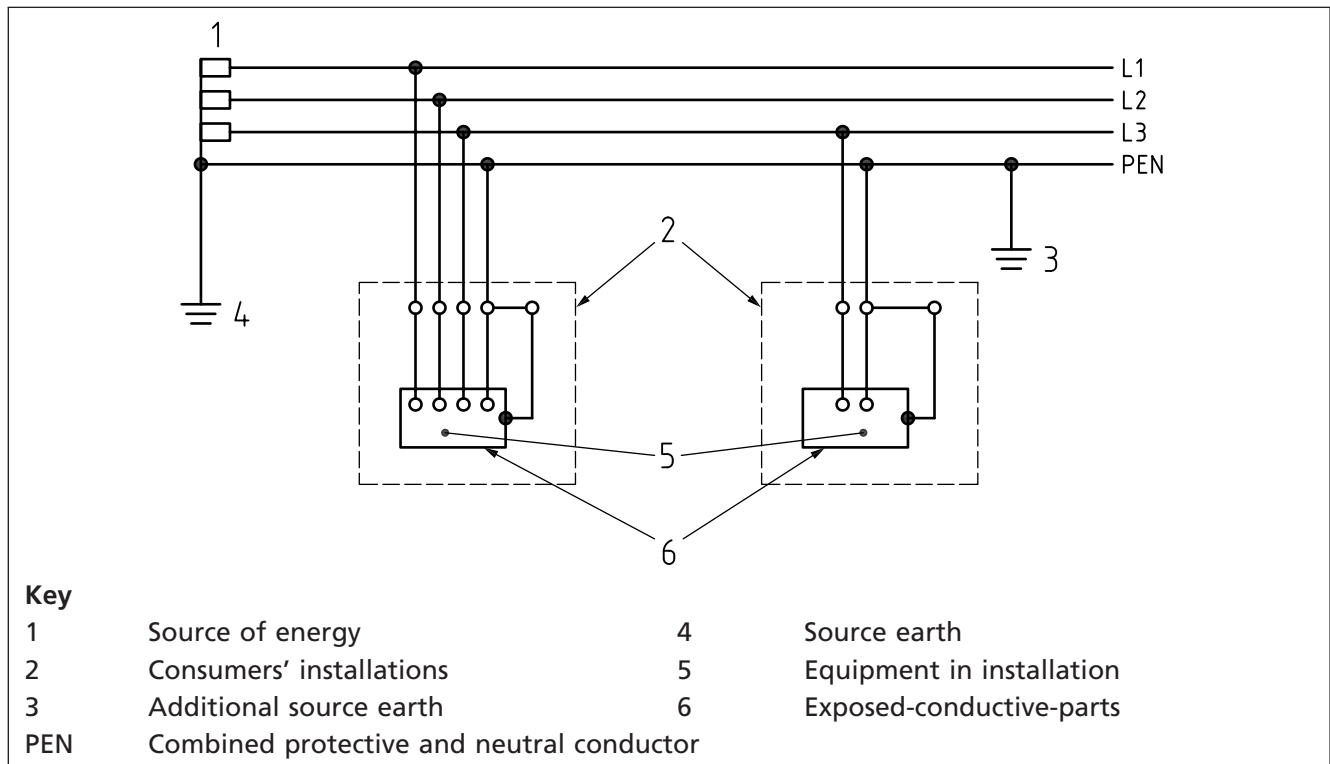 1
L1
L2
L3
PEN
2
3
4
5
6
Key
1 Source of energy 4 Source earth
2 Consumers’ installations 5 Equipment in installation
3 Additional source earth 6 Exposed-conductive-parts
PEN Combined protective and neutral conductor